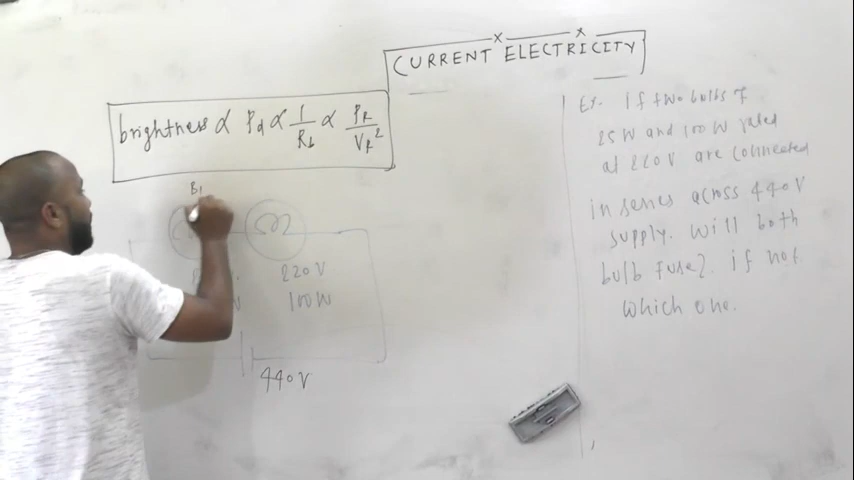 CURRENT ELECTRICITY
brightness ∝ Pd ∝ 1/Rb ∝ PR/VR²
B1
220V
100W
440V
Ex. if two bulbs of
25W and 100W rated
at 220V are connected
in series across 440V
supply. will both
bulb fuse? if not
which one.